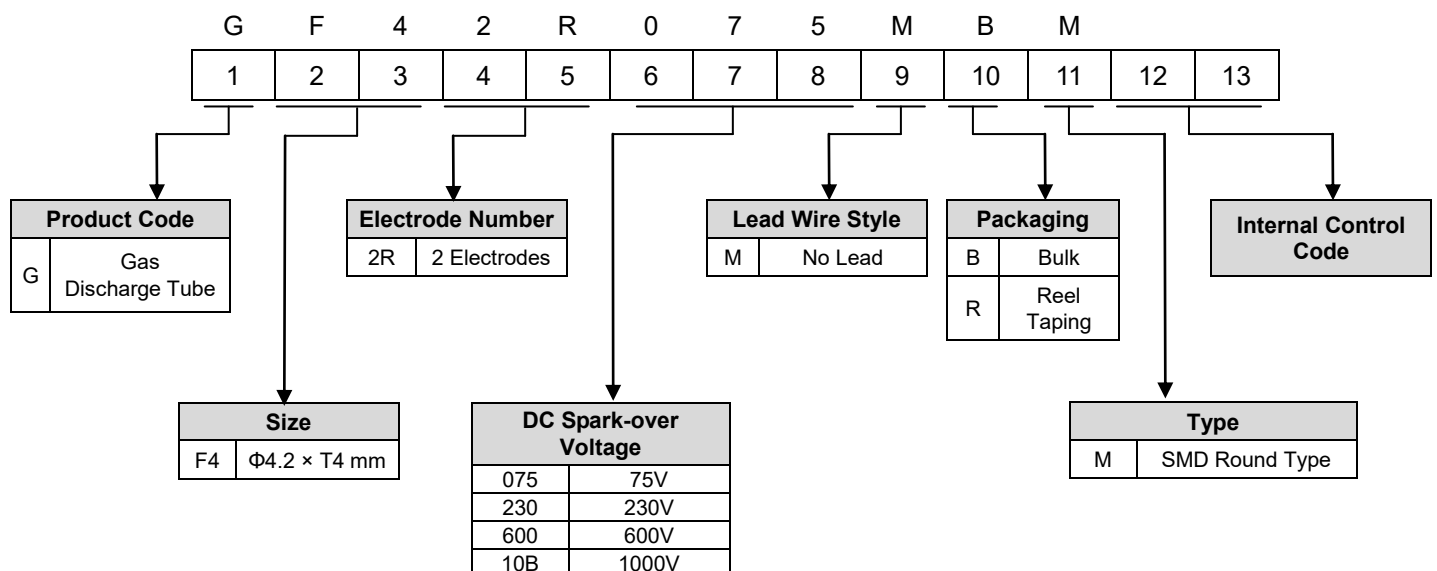 G F 4 2 R 0 7 5 M B M
1 2 3 4 5 6 7 8 9 10 11 12 13
Product Code
G Gas
Discharge Tube
Electrode Number
2R 2 Electrodes
Lead Wire Style
M No Lead
Packaging
B Bulk
R Reel
Taping
Internal Control
Code
Size
F4 Φ4.2 × T4 mm
DC Spark-over
Voltage
075 75V
230 230V
600 600V
10B 1000V
Type
M SMD Round Type